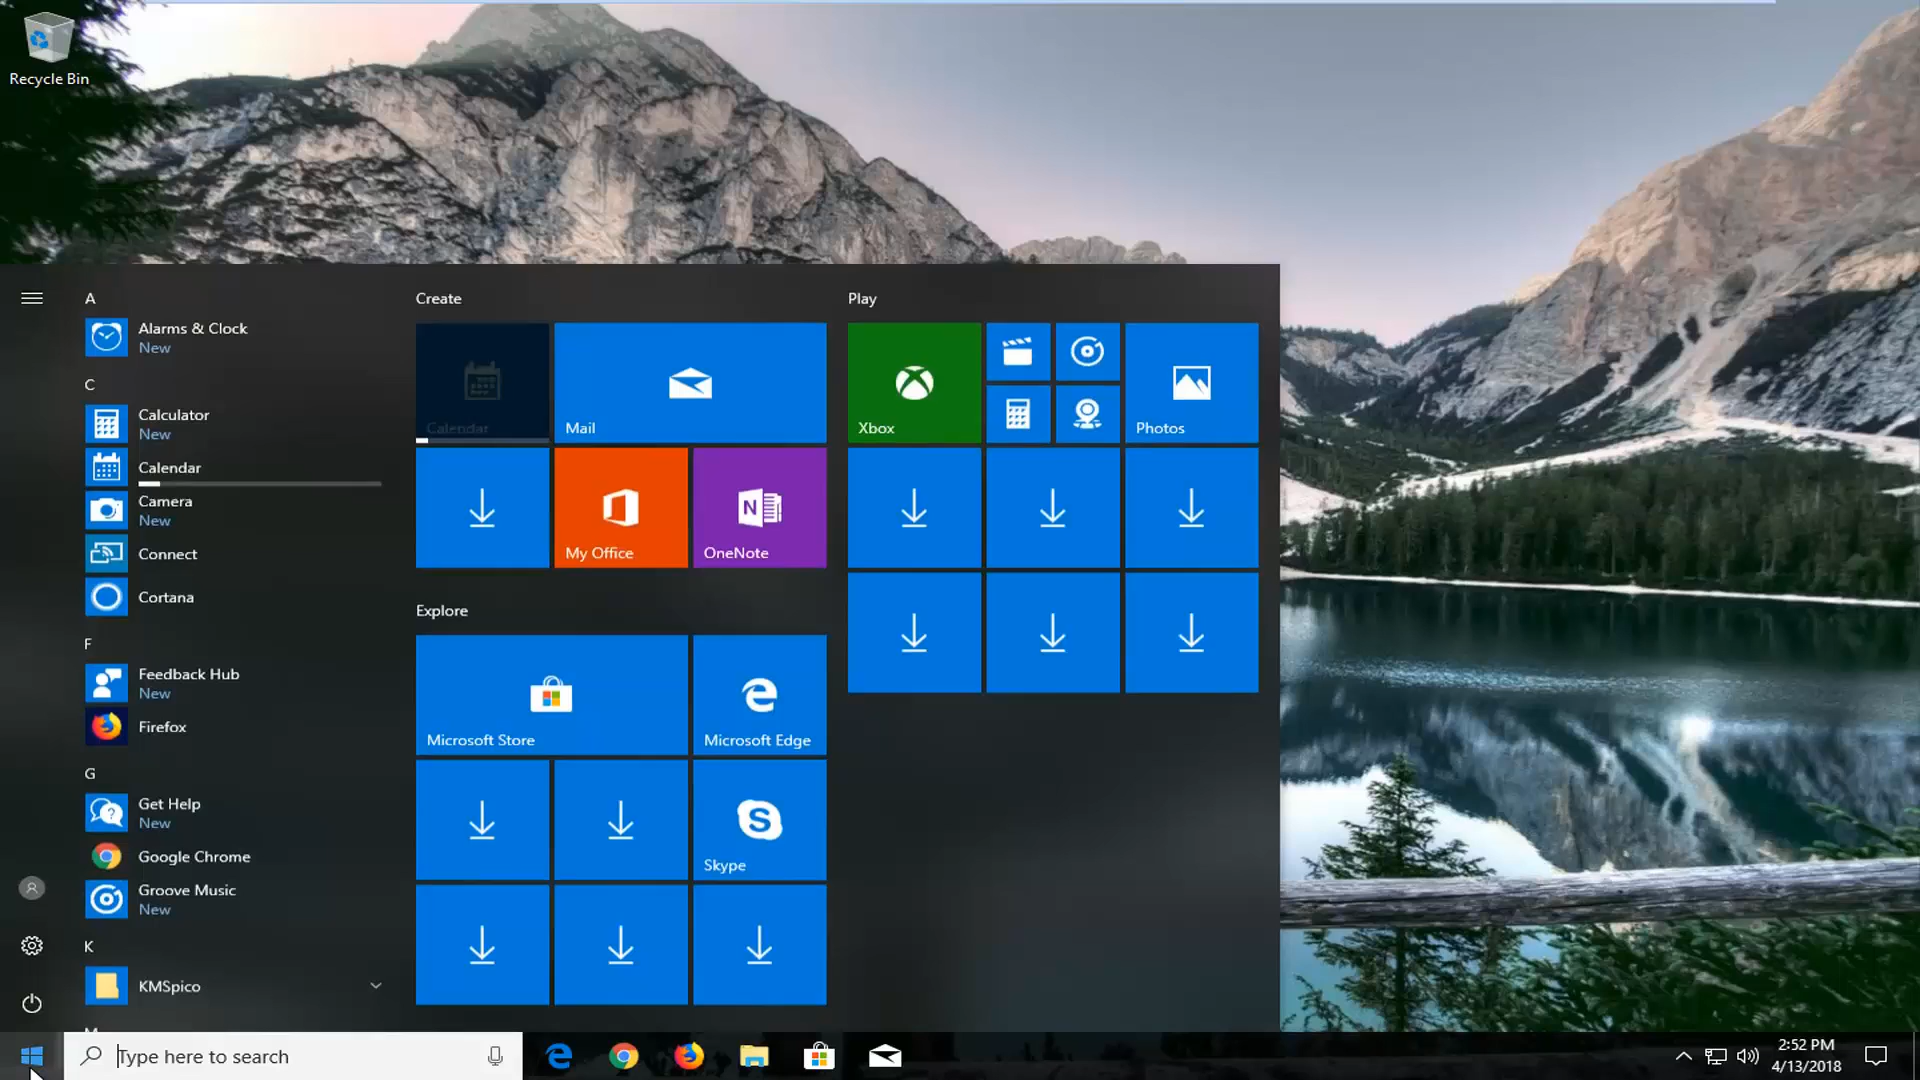 Recycle Bin
A
Alarms & Clock
New
C
Calculator
New
Calendar
Camera
New
Connect
Cortana
F
Feedback Hub
New
Firefox
G
Get Help
New
Google Chrome
Groove Music
New
K
KMSpico
M
Create
Calendar
Mail
My Office
N
OneNote
Explore
Microsoft Store
Microsoft Edge
Skype
Play
Xbox
Photos
Type here to search
2:52 PM
4/13/2018